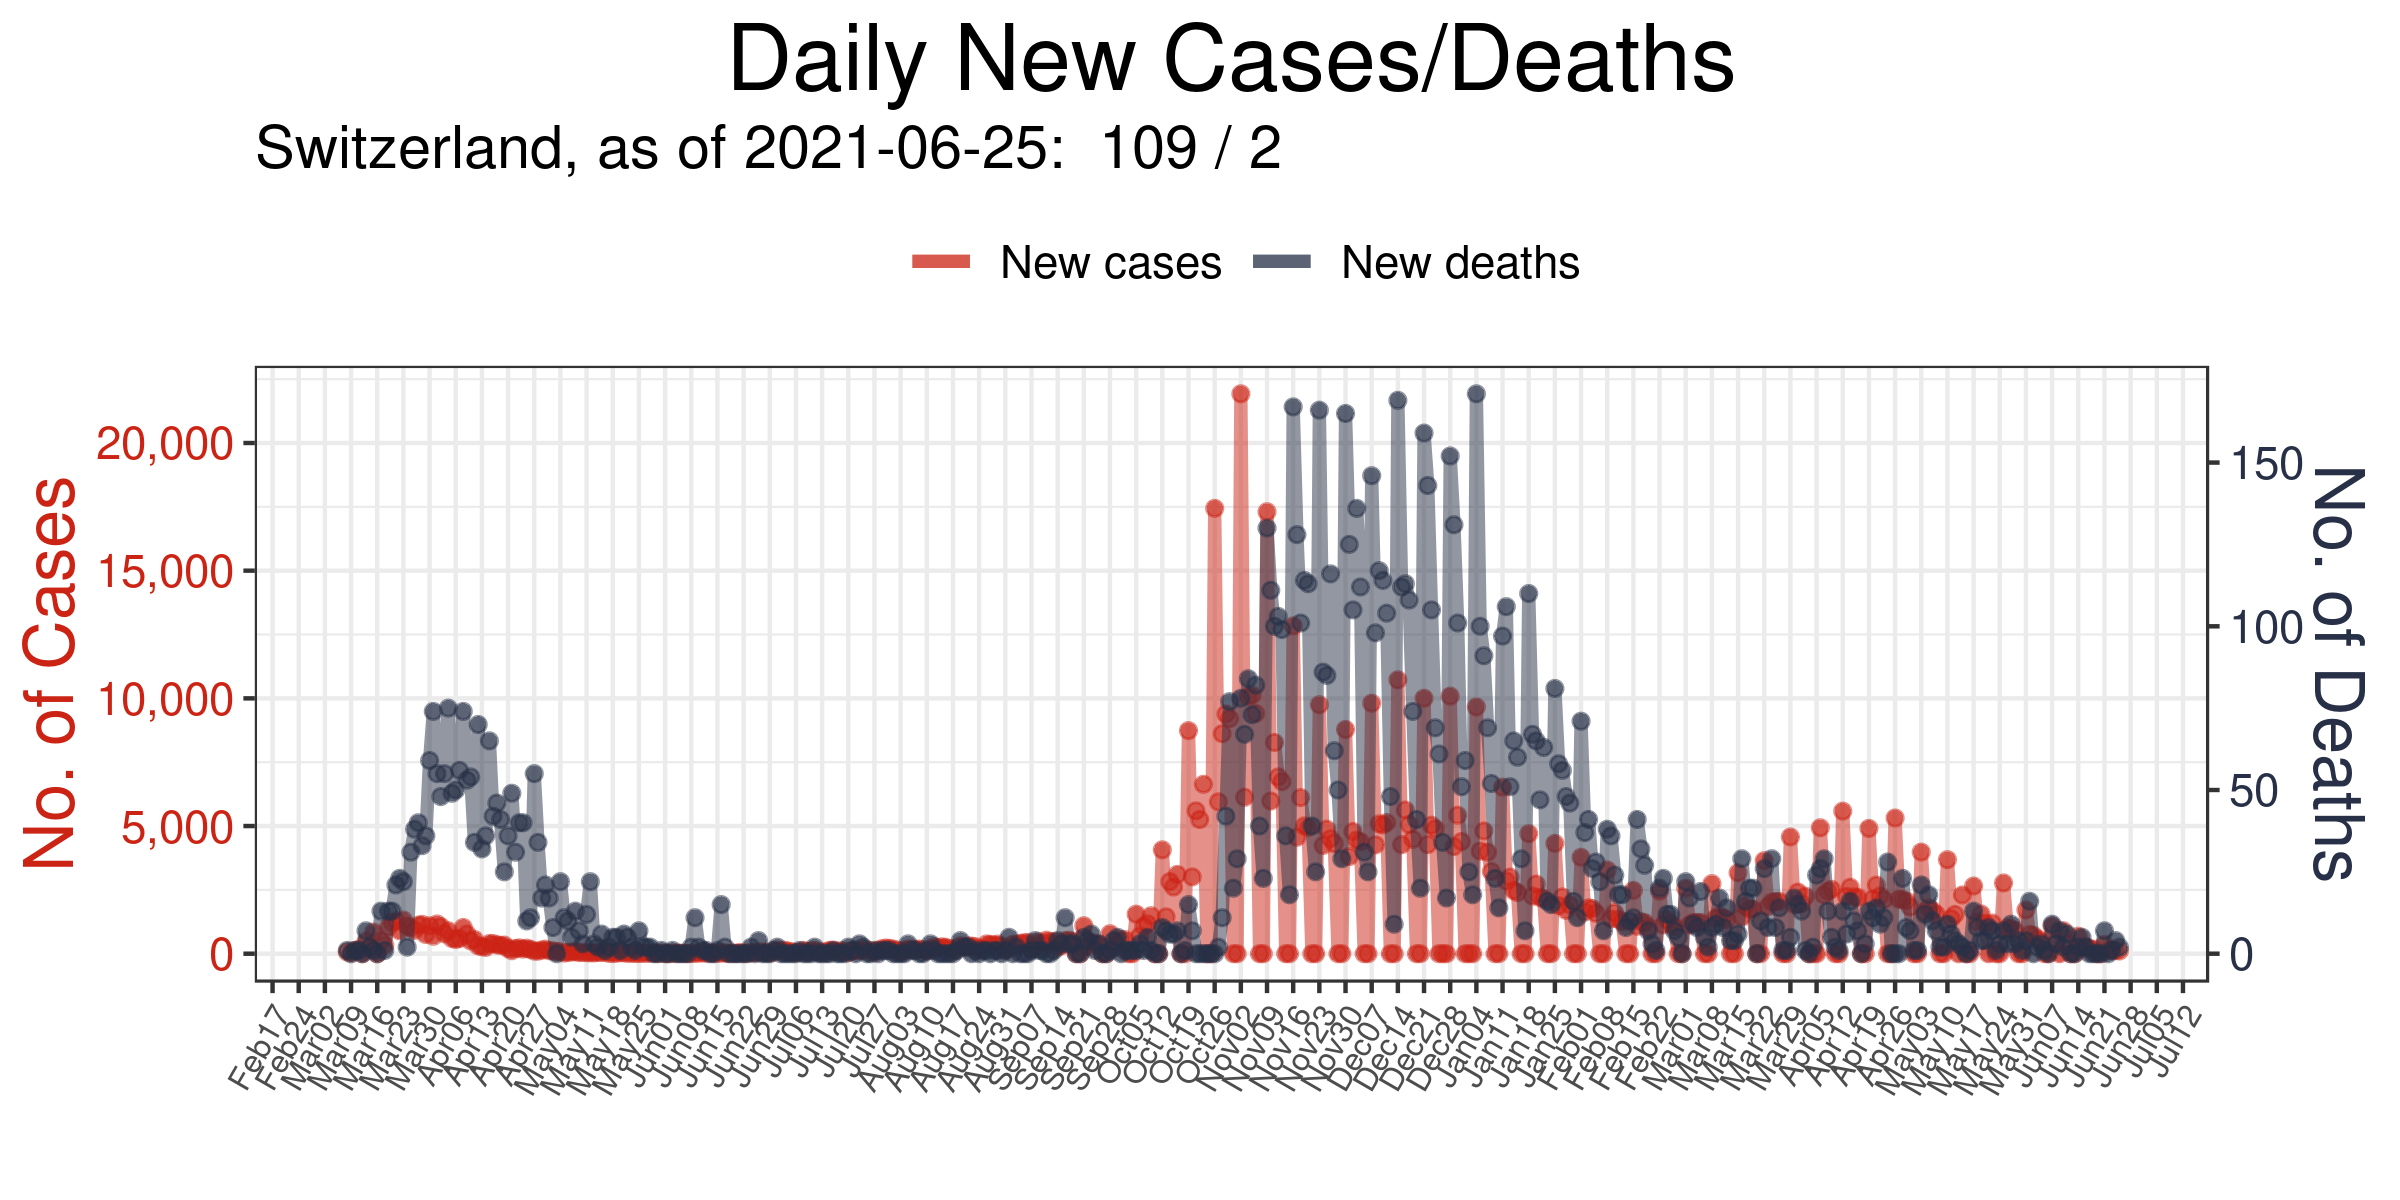 Daily New Cases/Deaths
Switzerland, as of 2021-06-25:  109 / 2
New cases
New deaths
No. of Cases
20,000
15,000
10,000
5,000
0
150
100
50
0
No. of Deaths
Feb17
Feb24
Mar02
Mar09
Mar16
Mar23
Mar30
Apr06
Apr13
Apr20
Apr27
May04
May11
May18
May25
Jun01
Jun08
Jun15
Jun22
Jun29
Jul06
Jul13
Jul20
Jul27
Aug03
Aug10
Aug17
Aug24
Aug31
Sep07
Sep14
Sep21
Sep28
Oct05
Oct12
Oct19
Oct26
Nov02
Nov09
Nov16
Nov23
Nov30
Dec07
Dec14
Dec21
Dec28
Jan04
Jan11
Jan18
Jan25
Feb01
Feb08
Feb15
Feb22
Mar01
Mar08
Mar15
Mar22
Mar29
Apr05
Apr12
Apr19
Apr26
May03
May10
May17
May24
May31
Jun07
Jun14
Jun21
Jun28
Jul05
Jul12